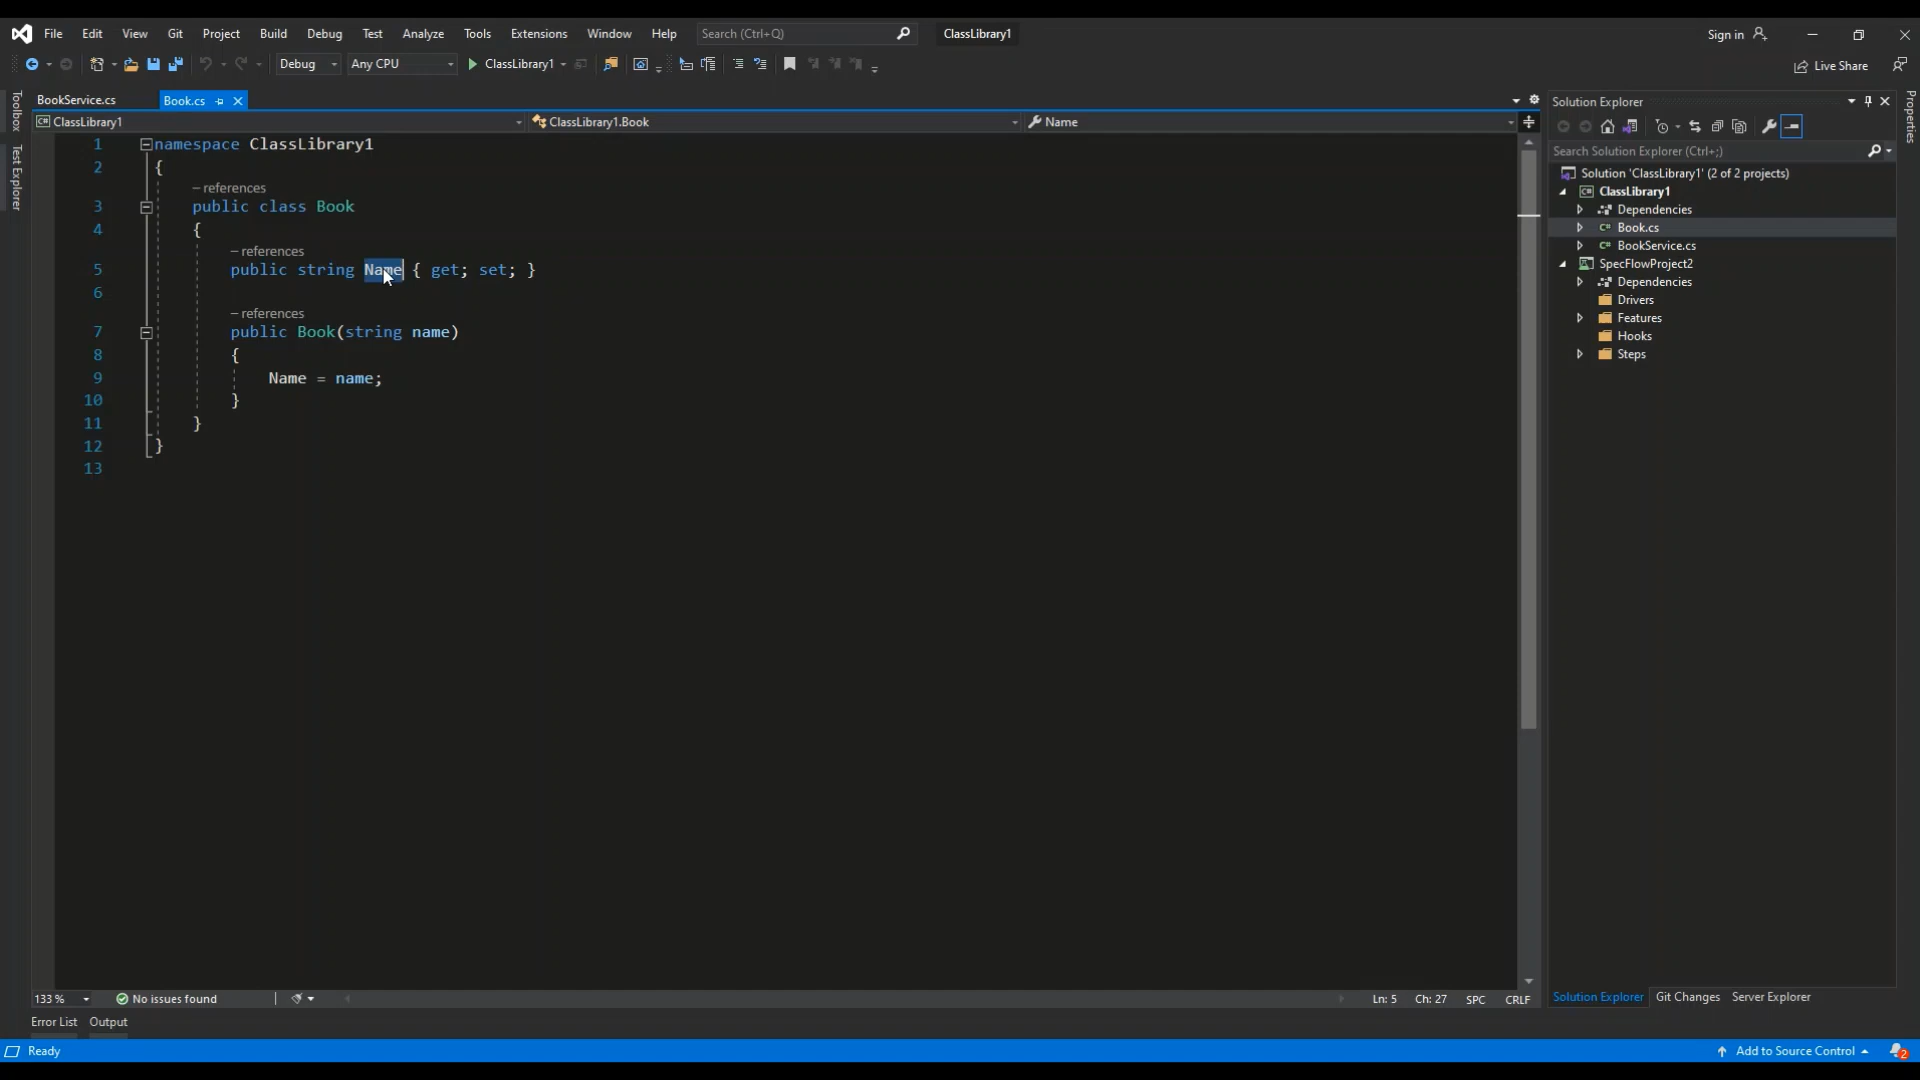 File Edit View Git Project Build Debug Test Analyze Tools Extensions Window Help Search (Ctrl+Q) ClassLibrary1 Sign in
Debug Any CPU ClassLibrary1 Live Share
Toolbox
Test Explorer
BookService.cs Book.cs
ClassLibrary1 ClassLibrary1.Book Name
1 namespace ClassLibrary1
2 {
– references
3 public class Book
4 {
– references
5 public string Name { get; set; }
6
– references
7 public Book(string name)
8 {
9 Name = name;
10 }
11 }
12 }
13
133 % No issues found Ln: 5 Ch: 27 SPC CRLF
Solution Explorer
Search Solution Explorer (Ctrl+;)
Solution 'ClassLibrary1' (2 of 2 projects)
ClassLibrary1
Dependencies
C# Book.cs
C# BookService.cs
SpecFlowProject2
Dependencies
Drivers
Features
Hooks
Steps
Solution Explorer Git Changes Server Explorer
Properties
Error List Output
Ready Add to Source Control 2